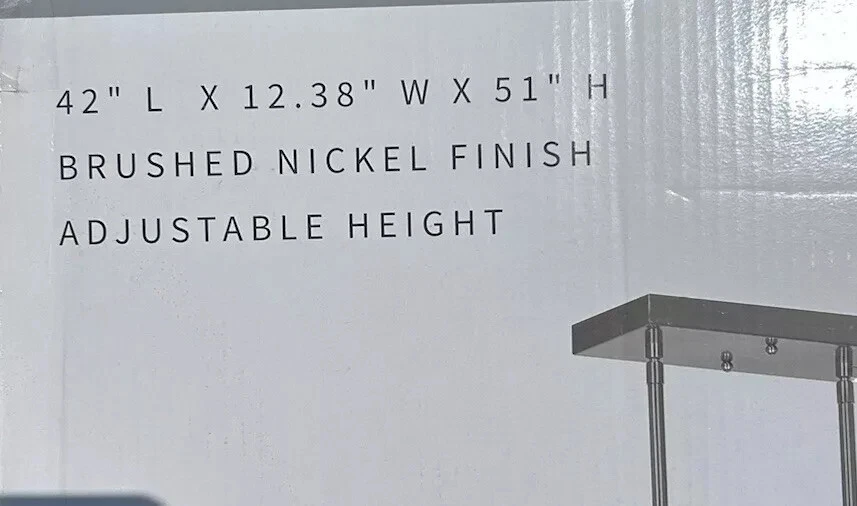 42" L X 12.38" W X 51" H
BRUSHED NICKEL FINISH
ADJUSTABLE HEIGHT